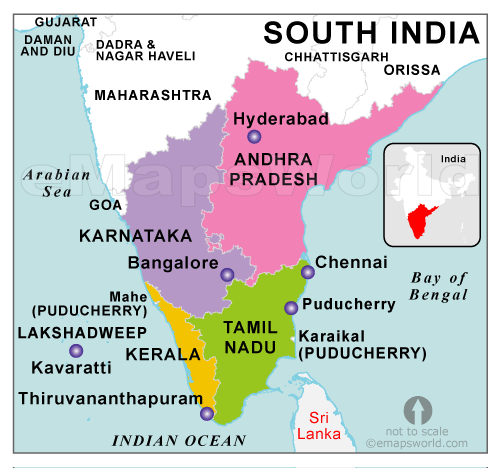 SOUTH INDIA
GUJARAT
DAMAN
AND DIU
DADRA &
NAGAR HAVELI
CHHATTISGARH
ORISSA
MAHARASHTRA
Hyderabad
ANDHRA
PRADESH
India
eMapsWorld
Arabian
Sea
GOA
KARNATAKA
Bangalore
Chennai
Bay of
Bengal
Mahe
(PUDUCHERRY)
Puducherry
LAKSHADWEEP
Kavaratti
KERALA
TAMIL
NADU
Karaikal
(PUDUCHERRY)
Thiruvananthapuram
INDIAN OCEAN
Sri
Lanka
not to scale
©emapsworld.com